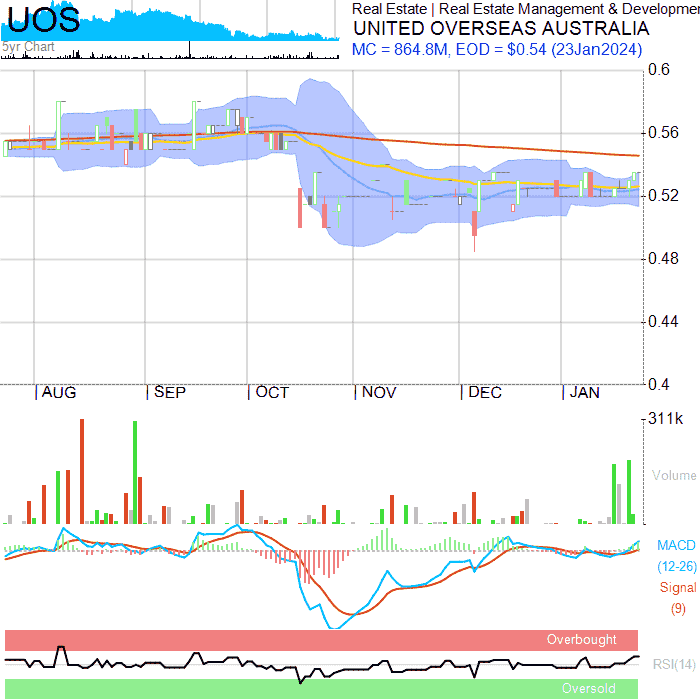 UOS
Real Estate | Real Estate Management & Developmen
UNITED OVERSEAS AUSTRALIA
5yr Chart
MC = 864.8M, EOD = $0.54 (23Jan2024)
0.6
0.56
0.52
0.48
0.44
0.4
AUG SEP OCT NOV DEC JAN
311k
Volume
MACD
(12-26)
Signal
(9)
Overbought
RSI(14)
Oversold